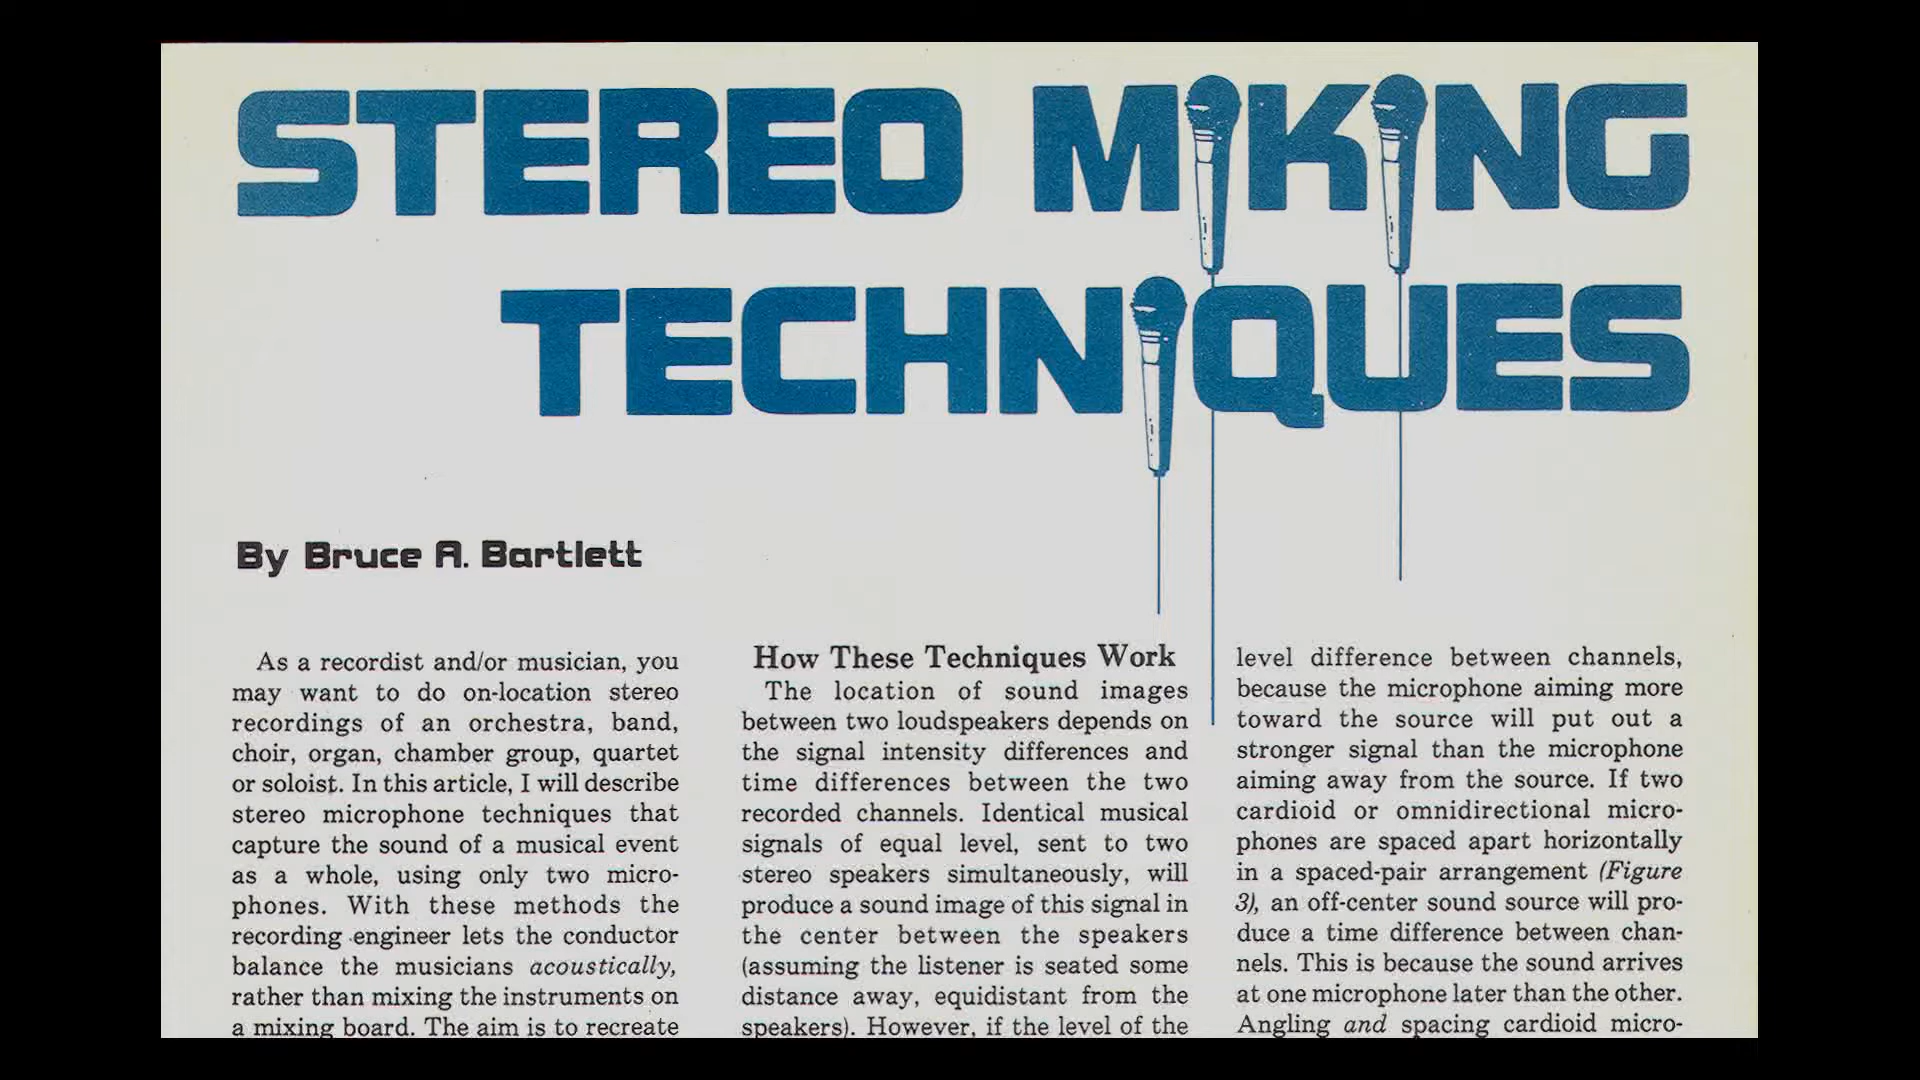 STEREO MIKING
TECHNIQUES
By Bruce A. Bartlett
As a recordist and/or musician, you
may want to do on-location stereo
recordings of an orchestra, band,
choir, organ, chamber group, quartet
or soloist. In this article, I will describe
stereo microphone techniques that
capture the sound of a musical event
as a whole, using only two micro-
phones. With these methods the
recording engineer lets the conductor
balance the musicians acoustically,
rather than mixing the instruments on
a mixing board. The aim is to recreate
How These Techniques Work
The location of sound images
between two loudspeakers depends on
the signal intensity differences and
time differences between the two
recorded channels. Identical musical
signals of equal level, sent to two
stereo speakers simultaneously, will
produce a sound image of this signal in
the center between the speakers
(assuming the listener is seated some
distance away, equidistant from the
speakers). However, if the level of the
level difference between channels,
because the microphone aiming more
toward the source will put out a
stronger signal than the microphone
aiming away from the source. If two
cardioid or omnidirectional micro-
phones are spaced apart horizontally
in a spaced-pair arrangement (Figure
3), an off-center sound source will pro-
duce a time difference between chan-
nels. This is because the sound arrives
at one microphone later than the other.
Angling and spacing cardioid micro-